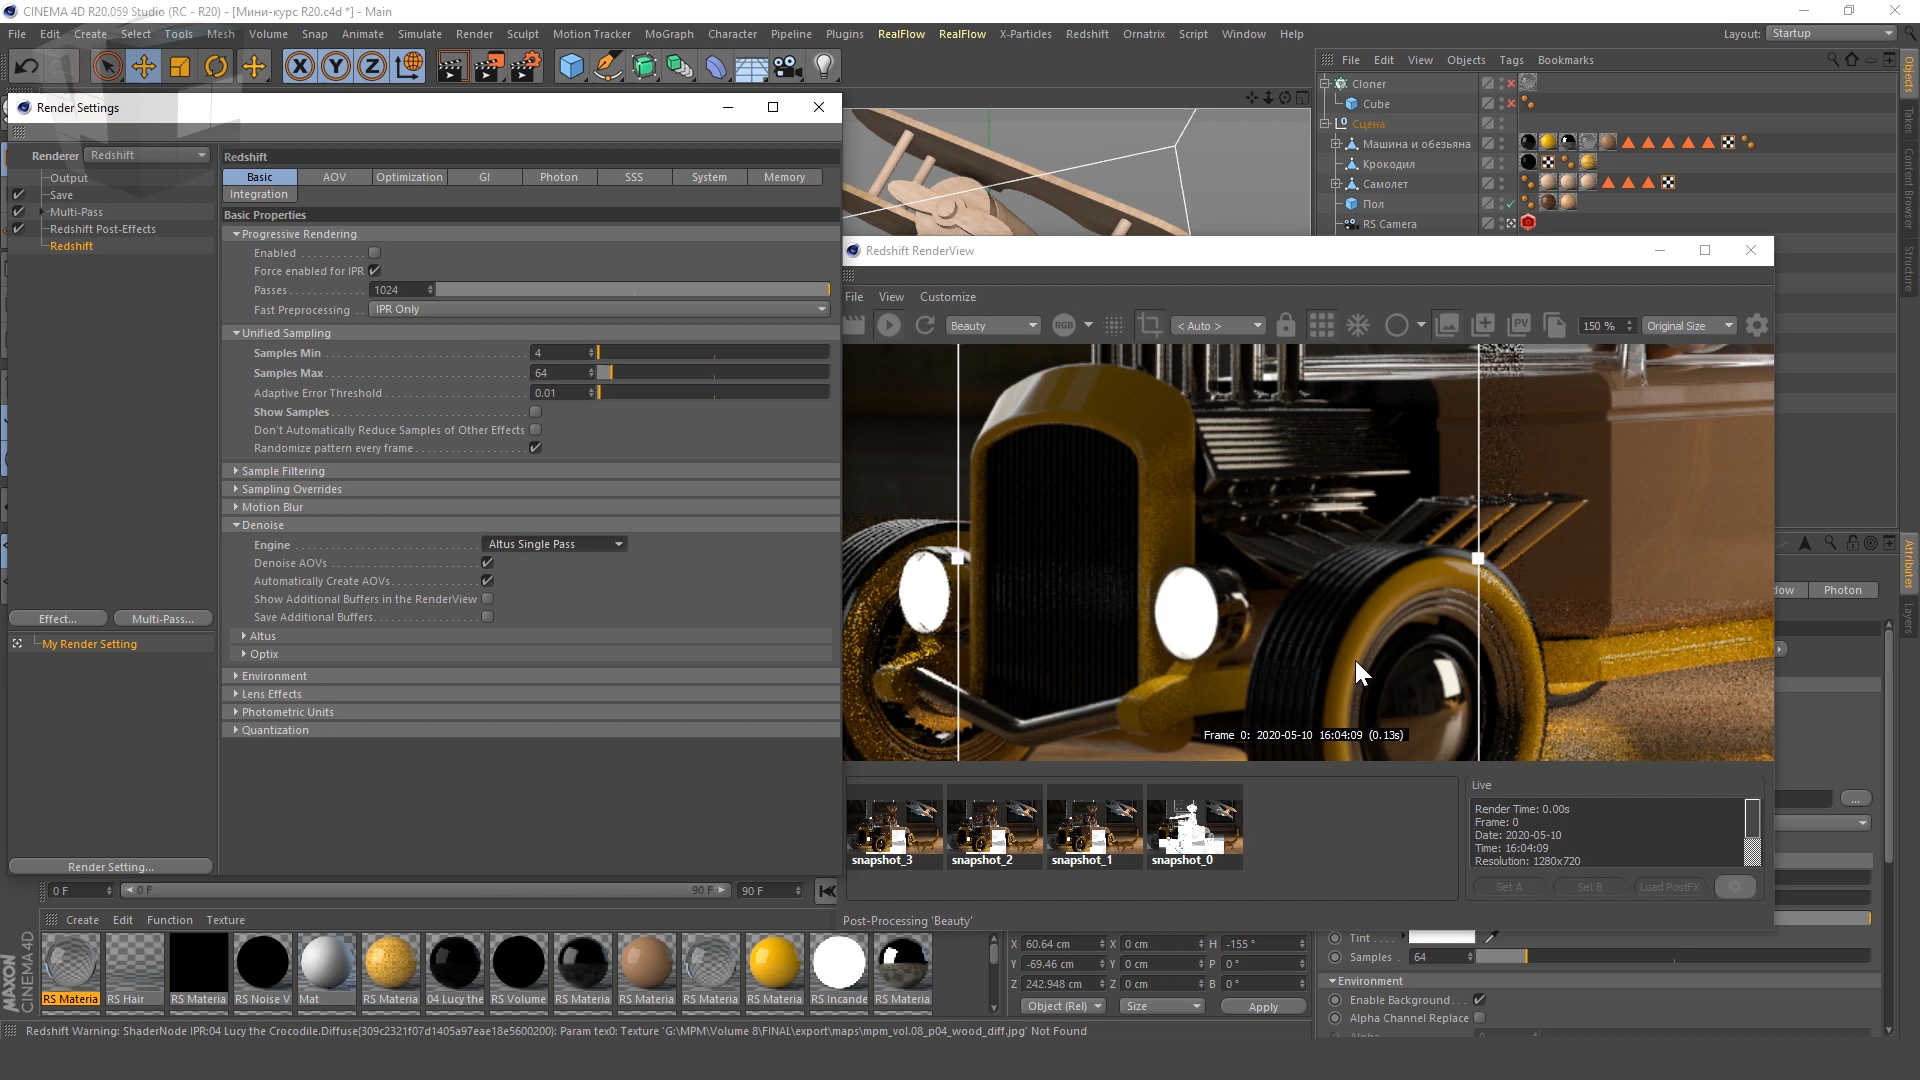 CINEMA 4D R20.059 Studio (RC - R20) - [Мини-курс R20.c4d *] - Main
File Edit Create Select Tools Mesh Volume Snap Animate Simulate Render Sculpt Motion Tracker MoGraph Character Pipeline Plugins RealFlow RealFlow X-Particles Redshift Ornatrix Script Window Help
Layout: Startup
File Edit View Objects Tags Bookmarks
Cloner
Cube
Сцена
Машина и обезьяна
Крокодил
Самолет
Пол
RS Camera
Objects
Takes
Content Browser
Structure
Attributes
Layers
Render Settings
Renderer Redshift
Output
Save
Multi-Pass
Redshift Post-Effects
Redshift
Effect... Multi-Pass...
My Render Setting
Render Setting...
Redshift
Basic AOV Optimization GI Photon SSS System Memory
Integration
Basic Properties
Progressive Rendering
Enabled
Force enabled for IPR
Passes 1024
Fast Preprocessing IPR Only
Unified Sampling
Samples Min 4
Samples Max 64
Adaptive Error Threshold 0.01
Show Samples
Don't Automatically Reduce Samples of Other Effects
Randomize pattern every frame
Sample Filtering
Sampling Overrides
Motion Blur
Denoise
Engine Altus Single Pass
Denoise AOVs
Automatically Create AOVs
Show Additional Buffers in the RenderView
Save Additional Buffers
Altus
Optix
Environment
Lens Effects
Photometric Units
Quantization
Redshift RenderView
File View Customize
Beauty RGB < Auto > PV 150 % Original Size
Frame 0: 2020-05-10 16:04:09 (0.13s)
snapshot_3 snapshot_2 snapshot_1 snapshot_0
Live
Render Time: 0.00s
Frame: 0
Date: 2020-05-10
Time: 16:04:09
Resolution: 1280x720
Set A Set B Load PostFX
Post-Processing 'Beauty'
dow Photon
...
0 F 0 F 90 F 90 F
Create Edit Function Texture
RS Materia RS Hair RS Materia RS Noise V Mat RS Materia 04 Lucy the RS Volume RS Materia RS Materia RS Materia RS Materia RS Incande RS Materia
MAXON
CINEMA 4D
X 60.64 cm X 0 cm H -155 °
Y -69.46 cm Y 0 cm P 0 °
Z 242.948 cm Z 0 cm B 0 °
Object (Rel) Size Apply
Tint
Samples 64
Environment
Enable Background
Alpha Channel Replace
Alpha
Redshift Warning: ShaderNode IPR:04 Lucy the Crocodile.Diffuse{309c2321f07d1405a97eae18e5600200}: Param tex0: Texture 'G:\MPM\Volume 8\FINAL\export\maps\mpm_vol.08_p04_wood_diff.jpg' Not Found